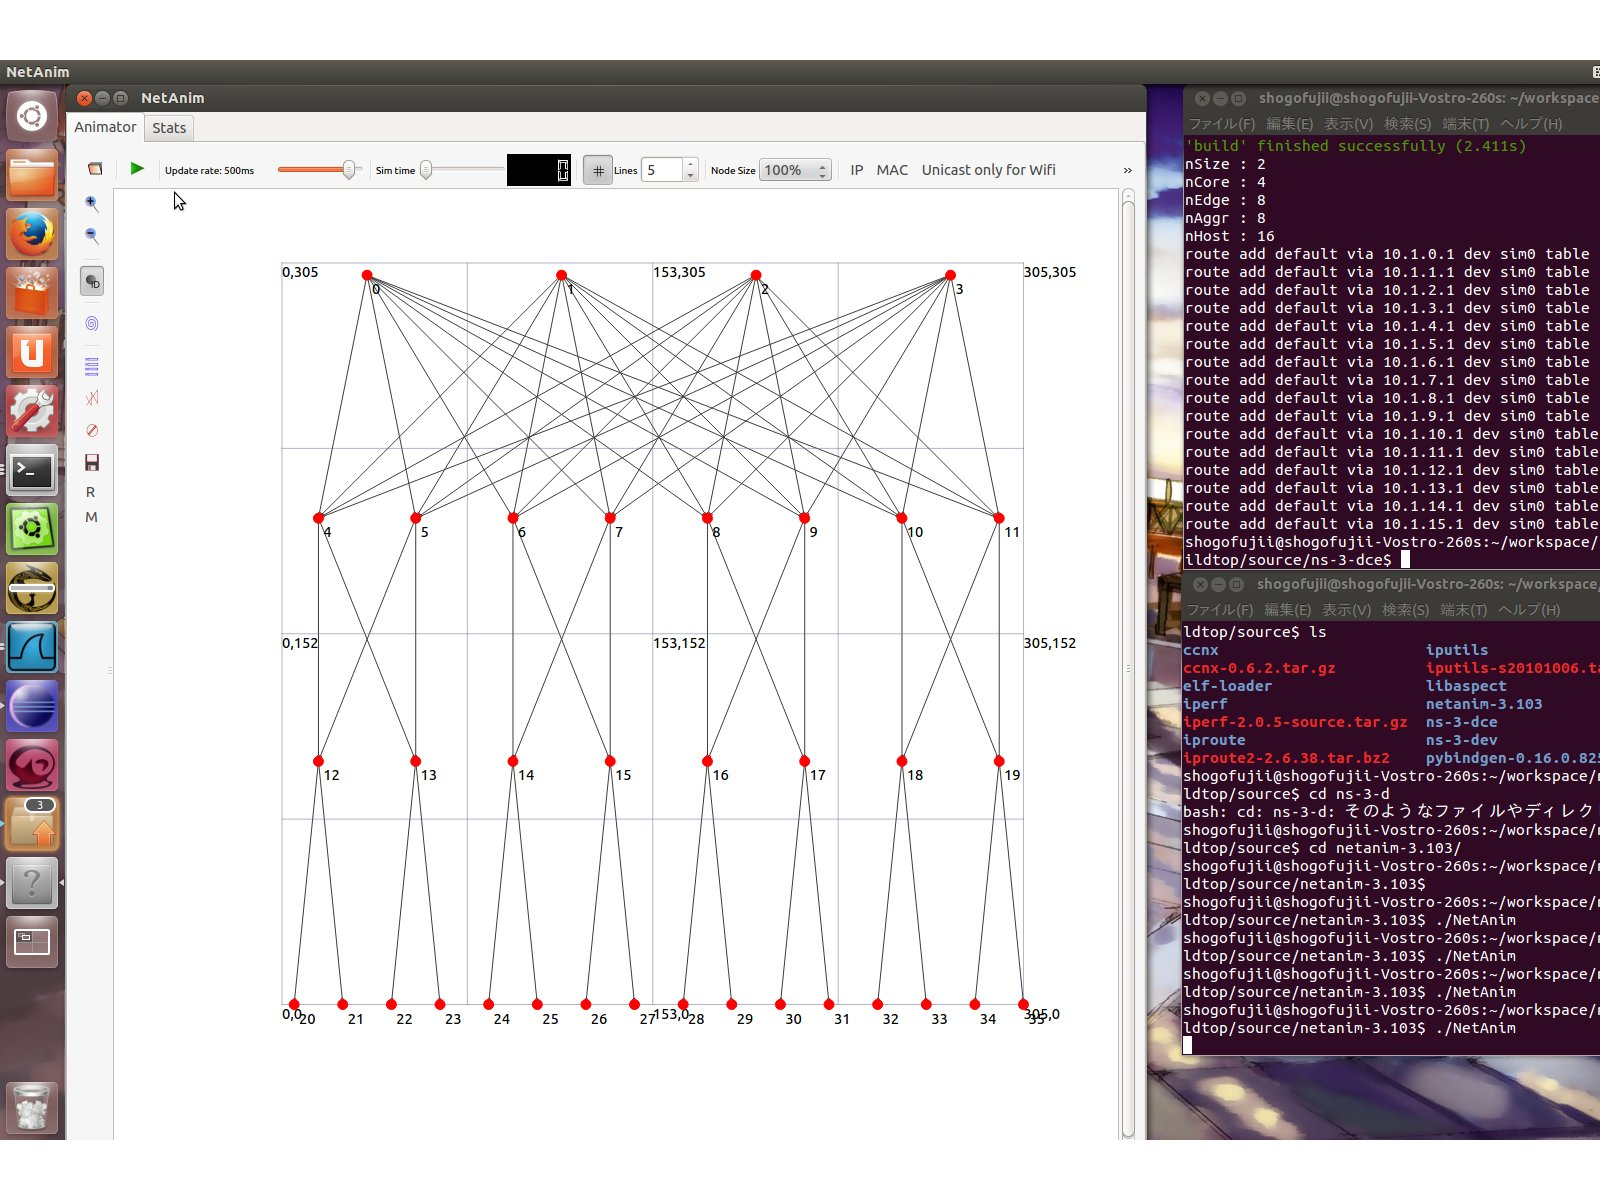 NetAnim
NetAnim
Animator Stats
Update rate: 500ms Sim time 0 Lines 5 Node Size 100% IP MAC Unicast only for Wifi »
ID
R
M
3
0,305 153,305 305,305
0 1 2 3
4 5 6 7 8 9 10 11
0,152 153,152 305,152
12 13 14 15 16 17 18 19
0,0 153,0 305,0
20 21 22 23 24 25 26 27 28 29 30 31 32 33 34 35
shogofujii@shogofujii-Vostro-260s: ~/workspace
ファイル(F) 編集(E) 表示(V) 検索(S) 端末(T) ヘルプ(H)
'build' finished successfully (2.411s)
nSize : 2
nCore : 4
nEdge : 8
nAggr : 8
nHost : 16
route add default via 10.1.0.1 dev sim0 table
route add default via 10.1.1.1 dev sim0 table
route add default via 10.1.2.1 dev sim0 table
route add default via 10.1.3.1 dev sim0 table
route add default via 10.1.4.1 dev sim0 table
route add default via 10.1.5.1 dev sim0 table
route add default via 10.1.6.1 dev sim0 table
route add default via 10.1.7.1 dev sim0 table
route add default via 10.1.8.1 dev sim0 table
route add default via 10.1.9.1 dev sim0 table
route add default via 10.1.10.1 dev sim0 table
route add default via 10.1.11.1 dev sim0 table
route add default via 10.1.12.1 dev sim0 table
route add default via 10.1.13.1 dev sim0 table
route add default via 10.1.14.1 dev sim0 table
route add default via 10.1.15.1 dev sim0 table
shogofujii@shogofujii-Vostro-260s:~/workspace/
ildtop/source/ns-3-dce$
shogofujii@shogofujii-Vostro-260s: ~/workspace/
ファイル(F) 編集(E) 表示(V) 検索(S) 端末(T) ヘルプ(H)
ldtop/source$ ls
ccnx iputils
ccnx-0.6.2.tar.gz iputils-s20101006.ta
elf-loader libaspect
iperf netanim-3.103
iperf-2.0.5-source.tar.gz ns-3-dce
iproute ns-3-dev
iproute2-2.6.38.tar.bz2 pybindgen-0.16.0.825
shogofujii@shogofujii-Vostro-260s:~/workspace/n
ldtop/source$ cd ns-3-d
bash: cd: ns-3-d: そのようなファイルやディレク
shogofujii@shogofujii-Vostro-260s:~/workspace/n
ldtop/source$ cd netanim-3.103/
shogofujii@shogofujii-Vostro-260s:~/workspace/n
ldtop/source/netanim-3.103$
shogofujii@shogofujii-Vostro-260s:~/workspace/n
ldtop/source/netanim-3.103$ ./NetAnim
shogofujii@shogofujii-Vostro-260s:~/workspace/n
ldtop/source/netanim-3.103$ ./NetAnim
shogofujii@shogofujii-Vostro-260s:~/workspace/n
ldtop/source/netanim-3.103$ ./NetAnim
shogofujii@shogofujii-Vostro-260s:~/workspace/n
ldtop/source/netanim-3.103$ ./NetAnim